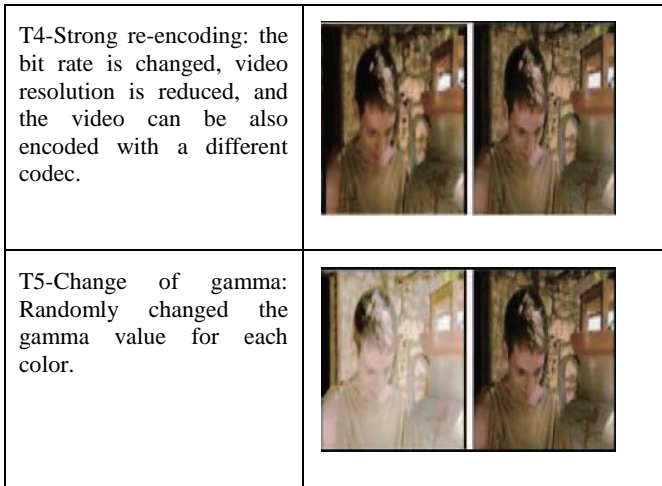 T4-Strong re-encoding: the
bit rate is changed, video
resolution is reduced, and
the video can be also
encoded with a different
codec.
T5-Change of gamma:
Randomly changed the
gamma value for each
color.